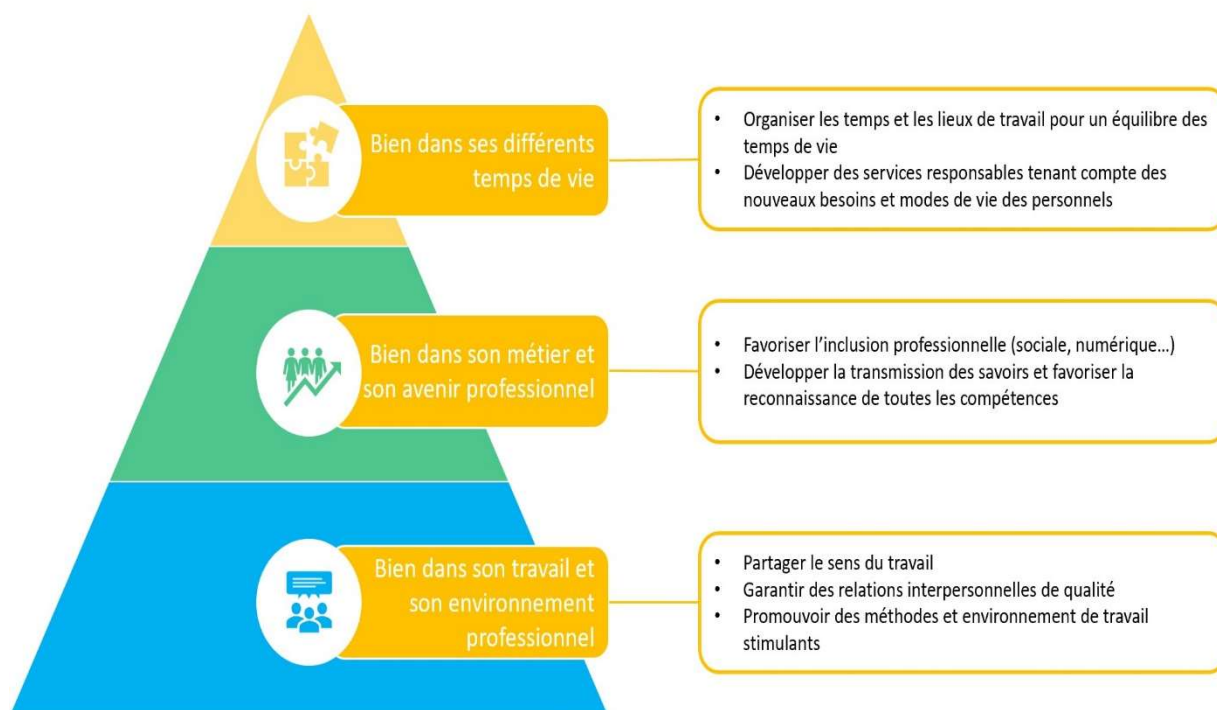 Bien dans ses différents
temps de vie
• Organiser les temps et les lieux de travail pour un équilibre des
temps de vie
• Développer des services responsables tenant compte des
nouveaux besoins et modes de vie des personnels
Bien dans son métier et
son avenir professionnel
• Favoriser l’inclusion professionnelle (sociale, numérique…)
• Développer la transmission des savoirs et favoriser la
reconnaissance de toutes les compétences
Bien dans son travail et
son environnement
professionnel
• Partager le sens du travail
• Garantir des relations interpersonnelles de qualité
• Promouvoir des méthodes et environnement de travail
stimulants